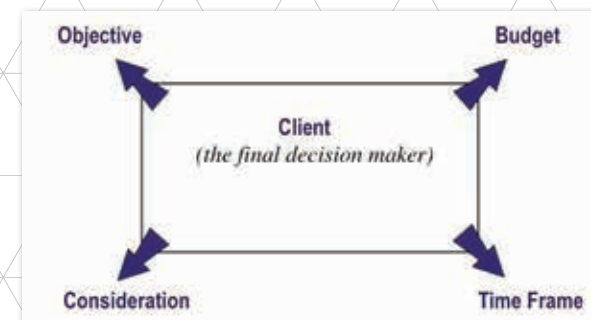 Objective
Budget
Client
(the final decision maker)
Consideration
Time Frame